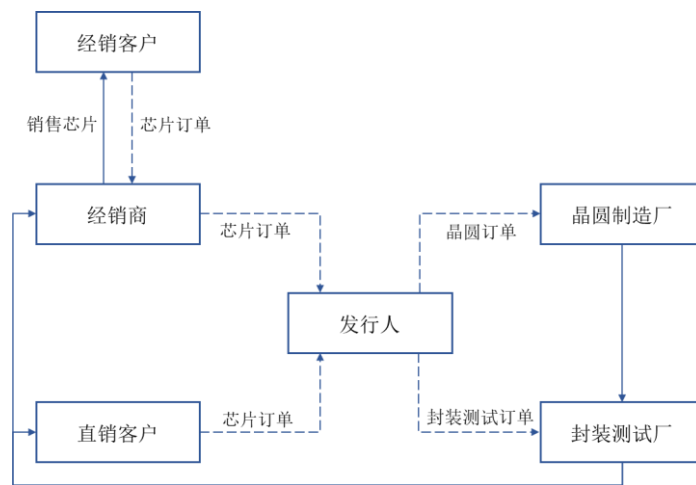 经销客户
销售芯片
芯片订单
经销商
芯片订单
晶圆订单
晶圆制造厂
发行人
直销客户
芯片订单
封装测试订单
封装测试厂